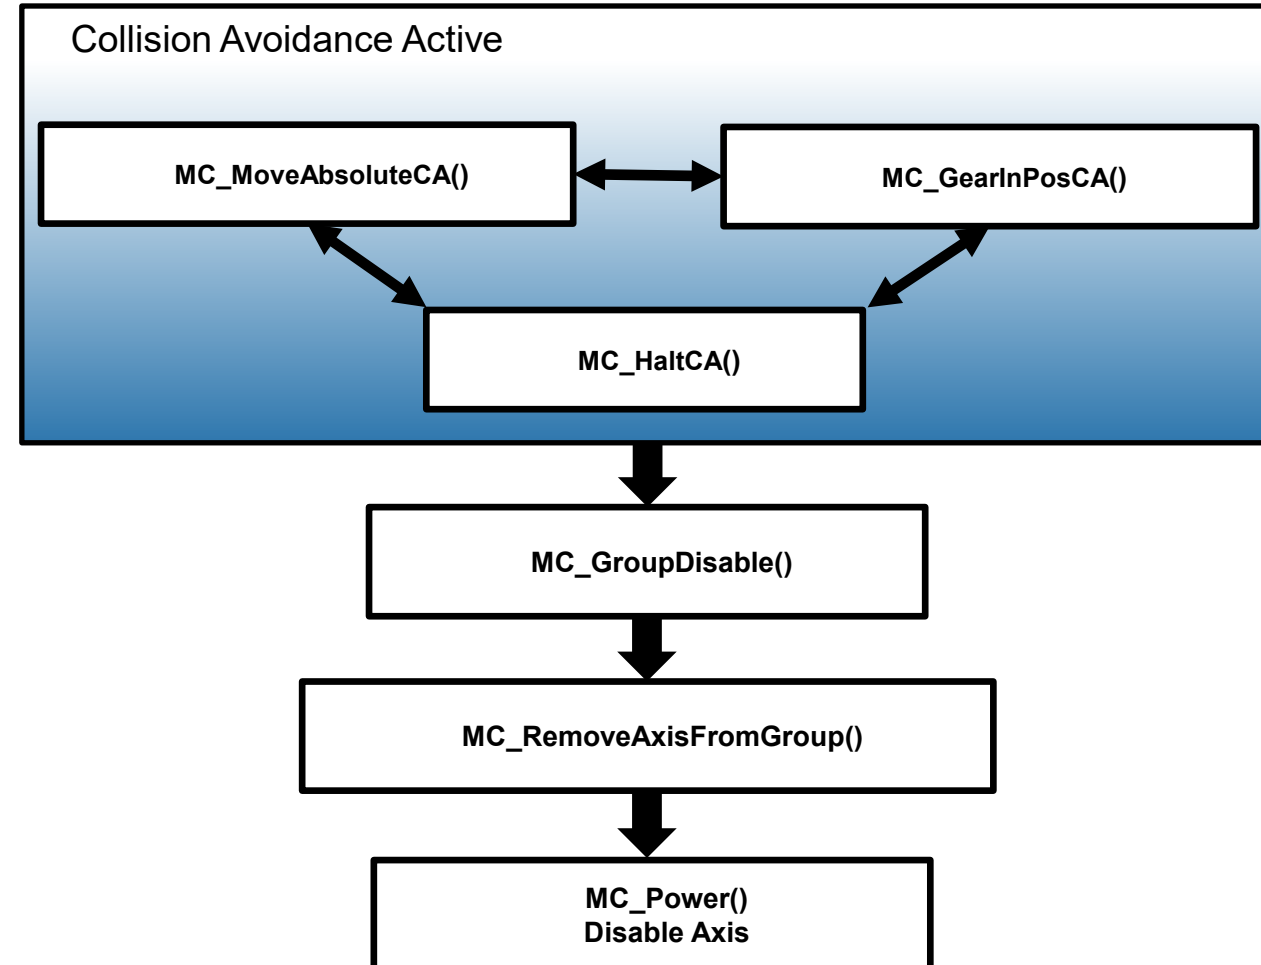 Collision Avoidance Active
MC_MoveAbsoluteCA()
MC_GearInPosCA()
MC_HaltCA()
MC_GroupDisable()
MC_RemoveAxisFromGroup()
MC_Power()
Disable Axis